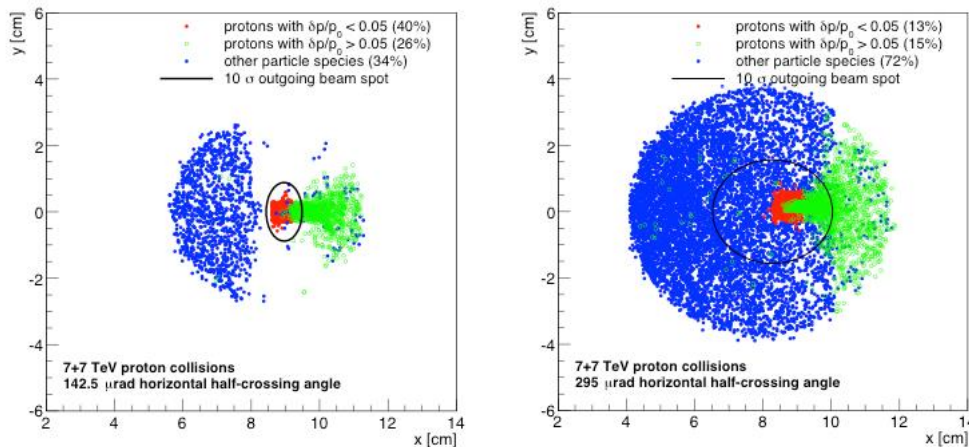 y [cm]
6
protons with δp/p0 < 0.05 (40%)
protons with δp/p0 > 0.05 (26%)
other particle species (34%)
10 σ outgoing beam spot
4
2
0
-2
-4
7+7 TeV proton collisions
142.5 μrad horizontal half-crossing angle
-6
2 4 6 8 10 12 14
x [cm]
y [cm]
6
protons with δp/p0 < 0.05 (13%)
protons with δp/p0 > 0.05 (15%)
other particle species (72%)
10 σ outgoing beam spot
4
2
0
-2
-4
7+7 TeV proton collisions
295 μrad horizontal half-crossing angle
-6
2 4 6 8 10 12 14
x [cm]